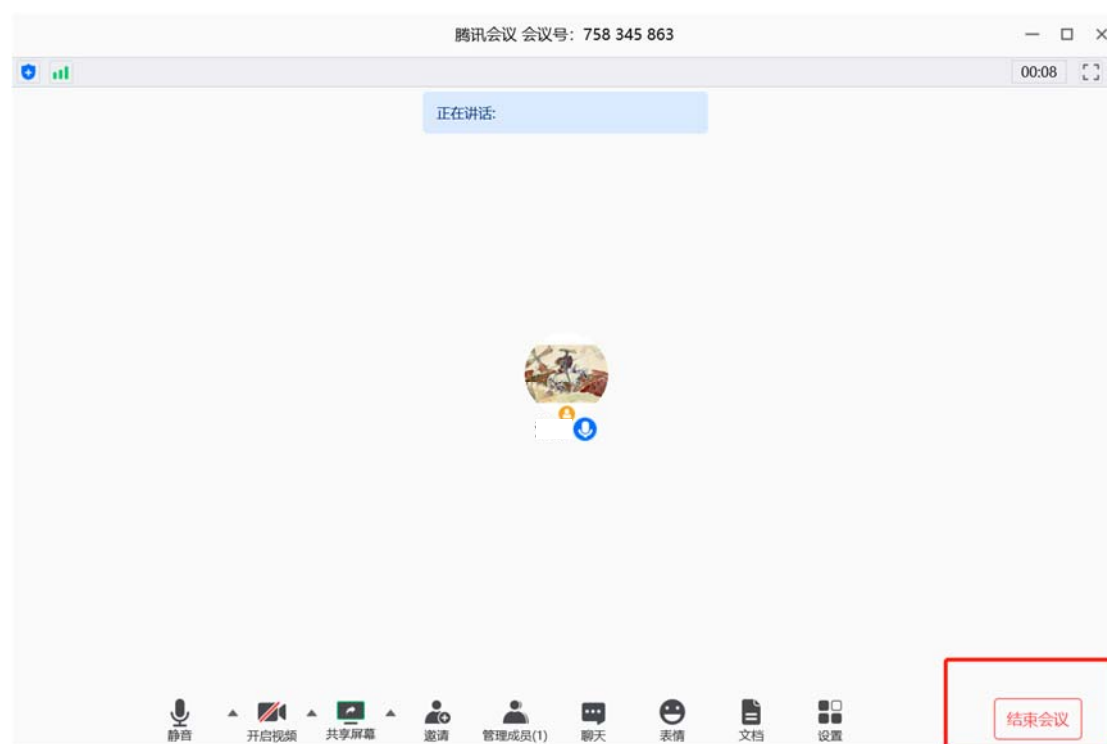 腾讯会议 会议号：758 345 863
00:08
正在讲话:
静音
开启视频
共享屏幕
邀请
管理成员(1)
聊天
表情
文档
设置
结束会议